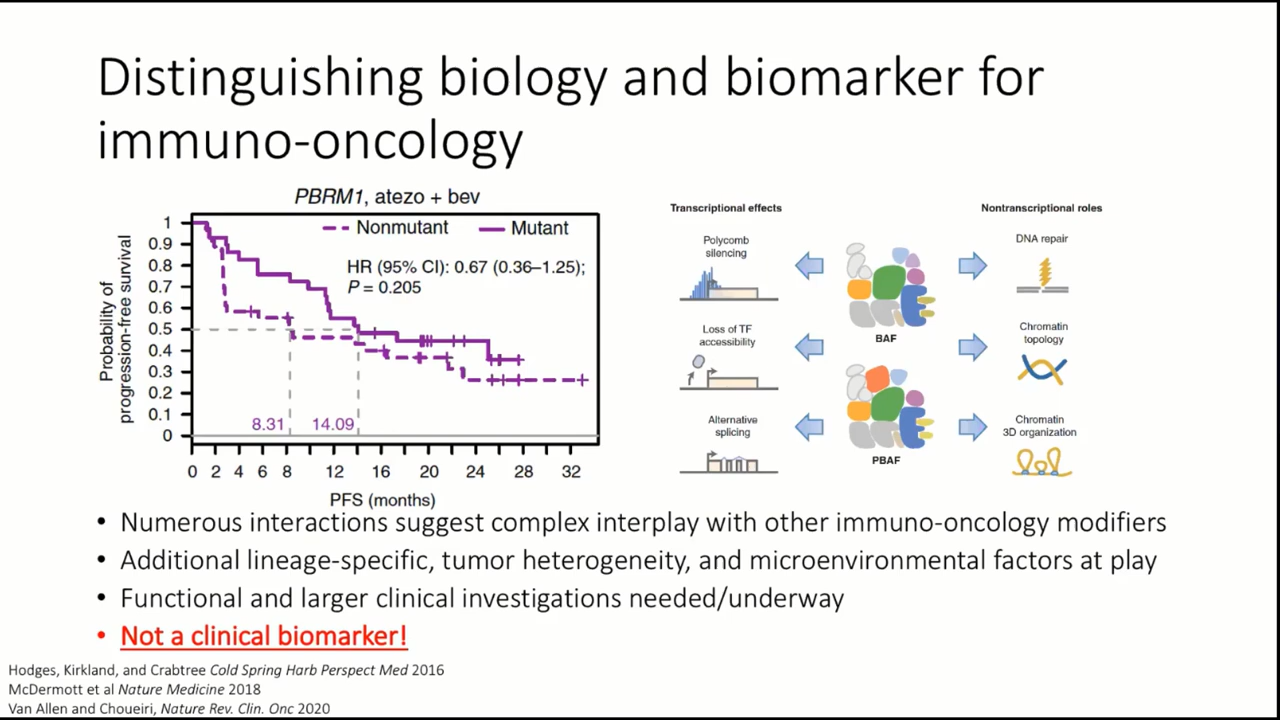 Distinguishing biology and biomarker for
immuno-oncology
PBRM1, atezo + bev
Nonmutant
Mutant
HR (95% CI): 0.67 (0.36–1.25);
P = 0.205
Probability of
progression-free survival
1
0.9
0.8
0.7
0.6
0.5
0.4
0.3
0.2
0.1
0
8.31
14.09
0 2 4 6 8 12 16 20 24 28 32
PFS (months)
Transcriptional effects
Polycomb
silencing
Loss of TF
accessibility
Alternative
splicing
BAF
PBAF
Nontranscriptional roles
DNA repair
Chromatin
topology
Chromatin
3D organization
• Numerous interactions suggest complex interplay with other immuno-oncology modifiers
• Additional lineage-specific, tumor heterogeneity, and microenvironmental factors at play
• Functional and larger clinical investigations needed/underway
• Not a clinical biomarker!
Hodges, Kirkland, and Crabtree Cold Spring Harb Perspect Med 2016
McDermott et al Nature Medicine 2018
Van Allen and Choueiri, Nature Rev. Clin. Onc 2020